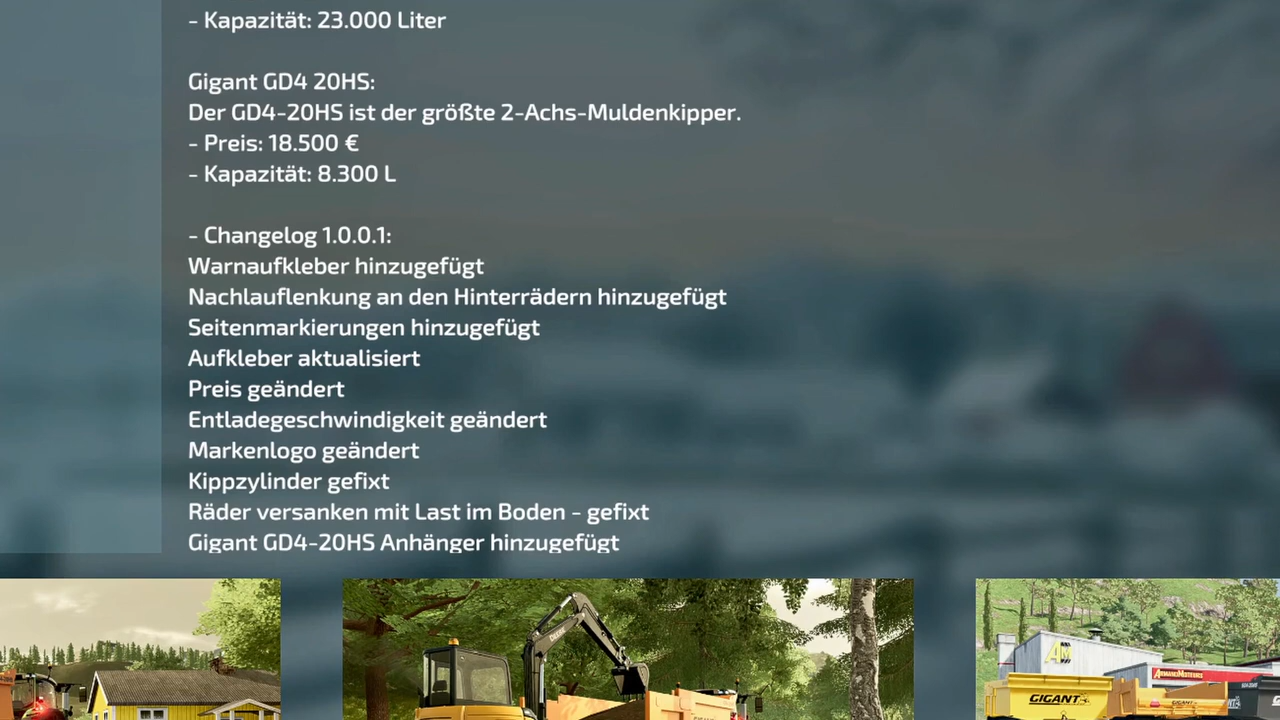 - Kapazität: 23.000 Liter
Gigant GD4 20HS:
Der GD4-20HS ist der größte 2-Achs-Muldenkipper.
- Preis: 18.500 €
- Kapazität: 8.300 L
- Changelog 1.0.0.1:
Warnaufkleber hinzugefügt
Nachlauflenkung an den Hinterrädern hinzugefügt
Seitenmarkierungen hinzugefügt
Aufkleber aktualisiert
Preis geändert
Entladegeschwindigkeit geändert
Markenlogo geändert
Kippzylinder gefixt
Räder versanken mit Last im Boden - gefixt
Gigant GD4-20HS Anhänger hinzugefügt
AM
GIGANT
GIGANT